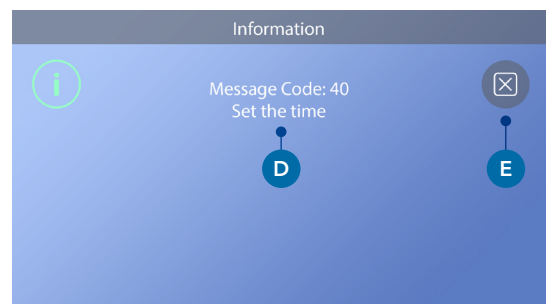 Information
i
Message Code: 40
Set the time
D
E